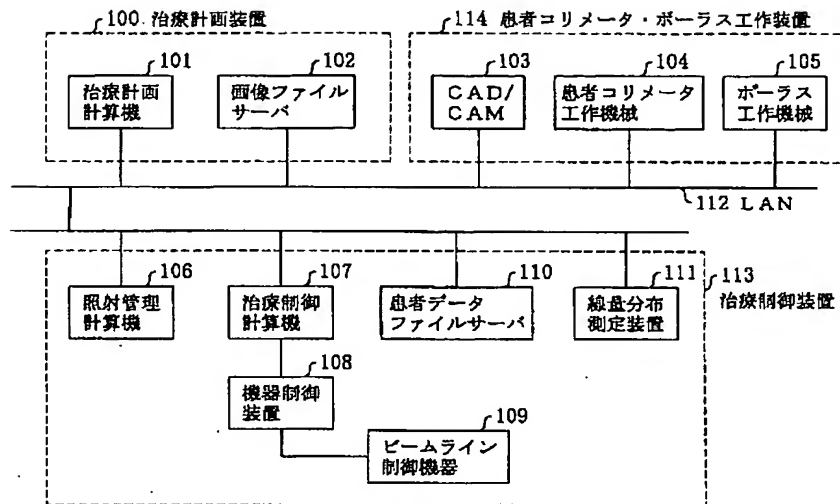 100 治療計画装置
114 患者コリメータ・ボーラス工作装置
101
治療計画
計算機
102
画像ファイル
サーバ
103
CAD/
CAM
104
患者コリメータ
工作機械
105
ボーラス
工作機械
112 LAN
106
照射管理
計算機
107
治療制御
計算機
110
患者データ
ファイルサーバ
111
線量分布
測定装置
113
治療制御装置
108
機器制御
装置
109
ビームライン
制御機器